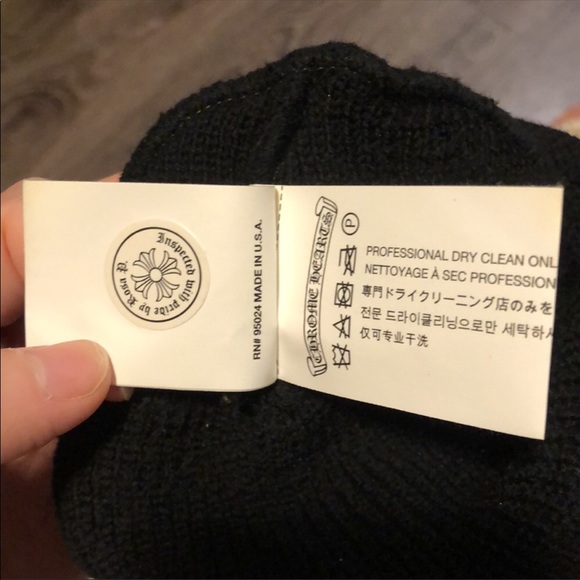 Inspected with pride by Rosa P.
RN# 95024 MADE IN U.S.A.
CHROME HEARTS
P
PROFESSIONAL DRY CLEAN ONL
NETTOYAGE À SEC PROFESSION
専門ドライクリーニング店のみを
전문 드라이클리닝으로만 세탁하
仅可专业干洗